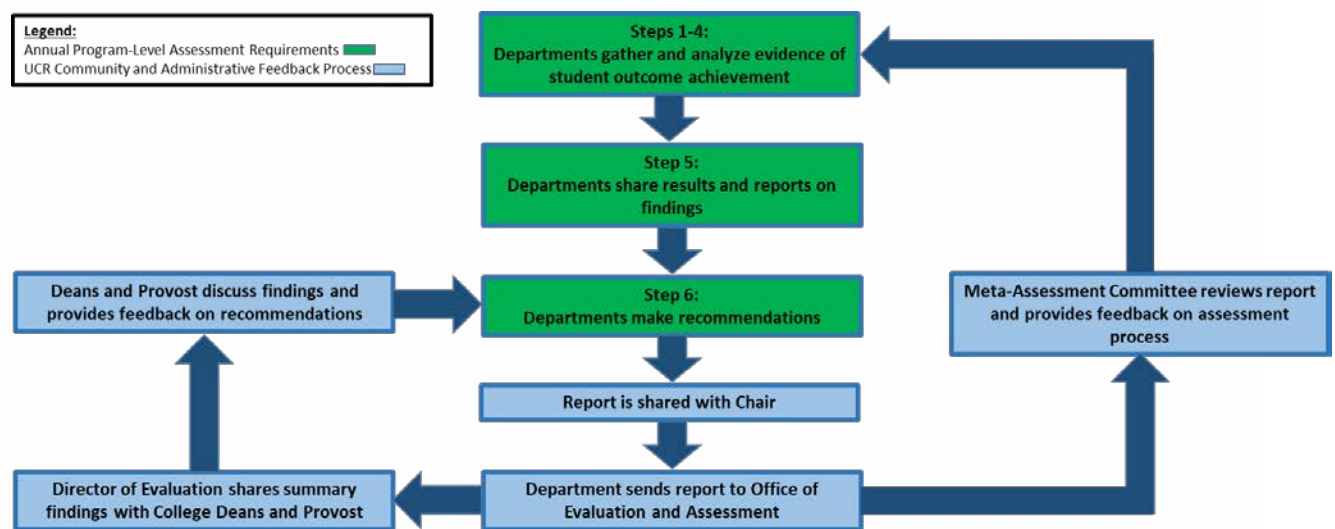 Legend:
Annual Program-Level Assessment Requirements
UCR Community and Administrative Feedback Process
Steps 1-4:
Departments gather and analyze evidence of
student outcome achievement
Step 5:
Departments share results and reports on
findings
Deans and Provost discuss findings and
provides feedback on recommendations
Step 6:
Departments make recommendations
Meta-Assessment Committee reviews report
and provides feedback on assessment
process
Report is shared with Chair
Director of Evaluation shares summary
findings with College Deans and Provost
Department sends report to Office of
Evaluation and Assessment